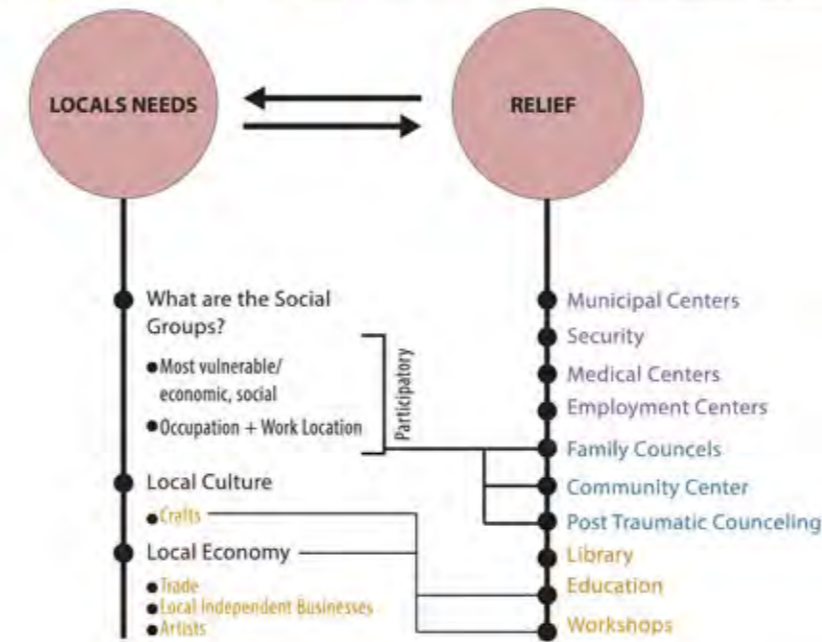 LOCALS NEEDS
RELIEF
What are the Social
Groups?
Most vulnerable/
economic, social
Occupation + Work Location
Participatory
Local Culture
Crafts
Local Economy
Trade
Local Independent Businesses
Artists
Municipal Centers
Security
Medical Centers
Employment Centers
Family Councels
Community Center
Post Traumatic Counceling
Library
Education
Workshops